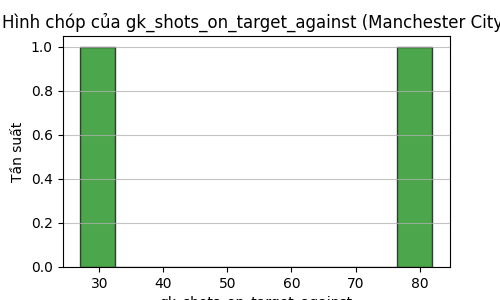 Hình chóp của gk_shots_on_target_against (Manchester City
1.0
0.8
0.6
0.4
0.2
0.0
Tần suất
30 40 50 60 70 80
gk_shots_on_target_against